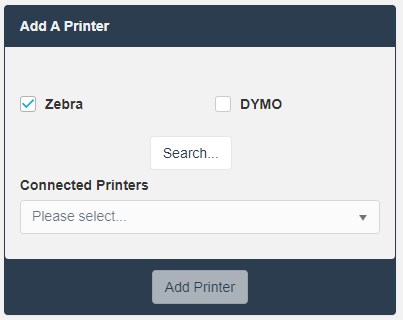 Add A Printer
Zebra DYMO
Search...
Connected Printers
Please select...
Add Printer